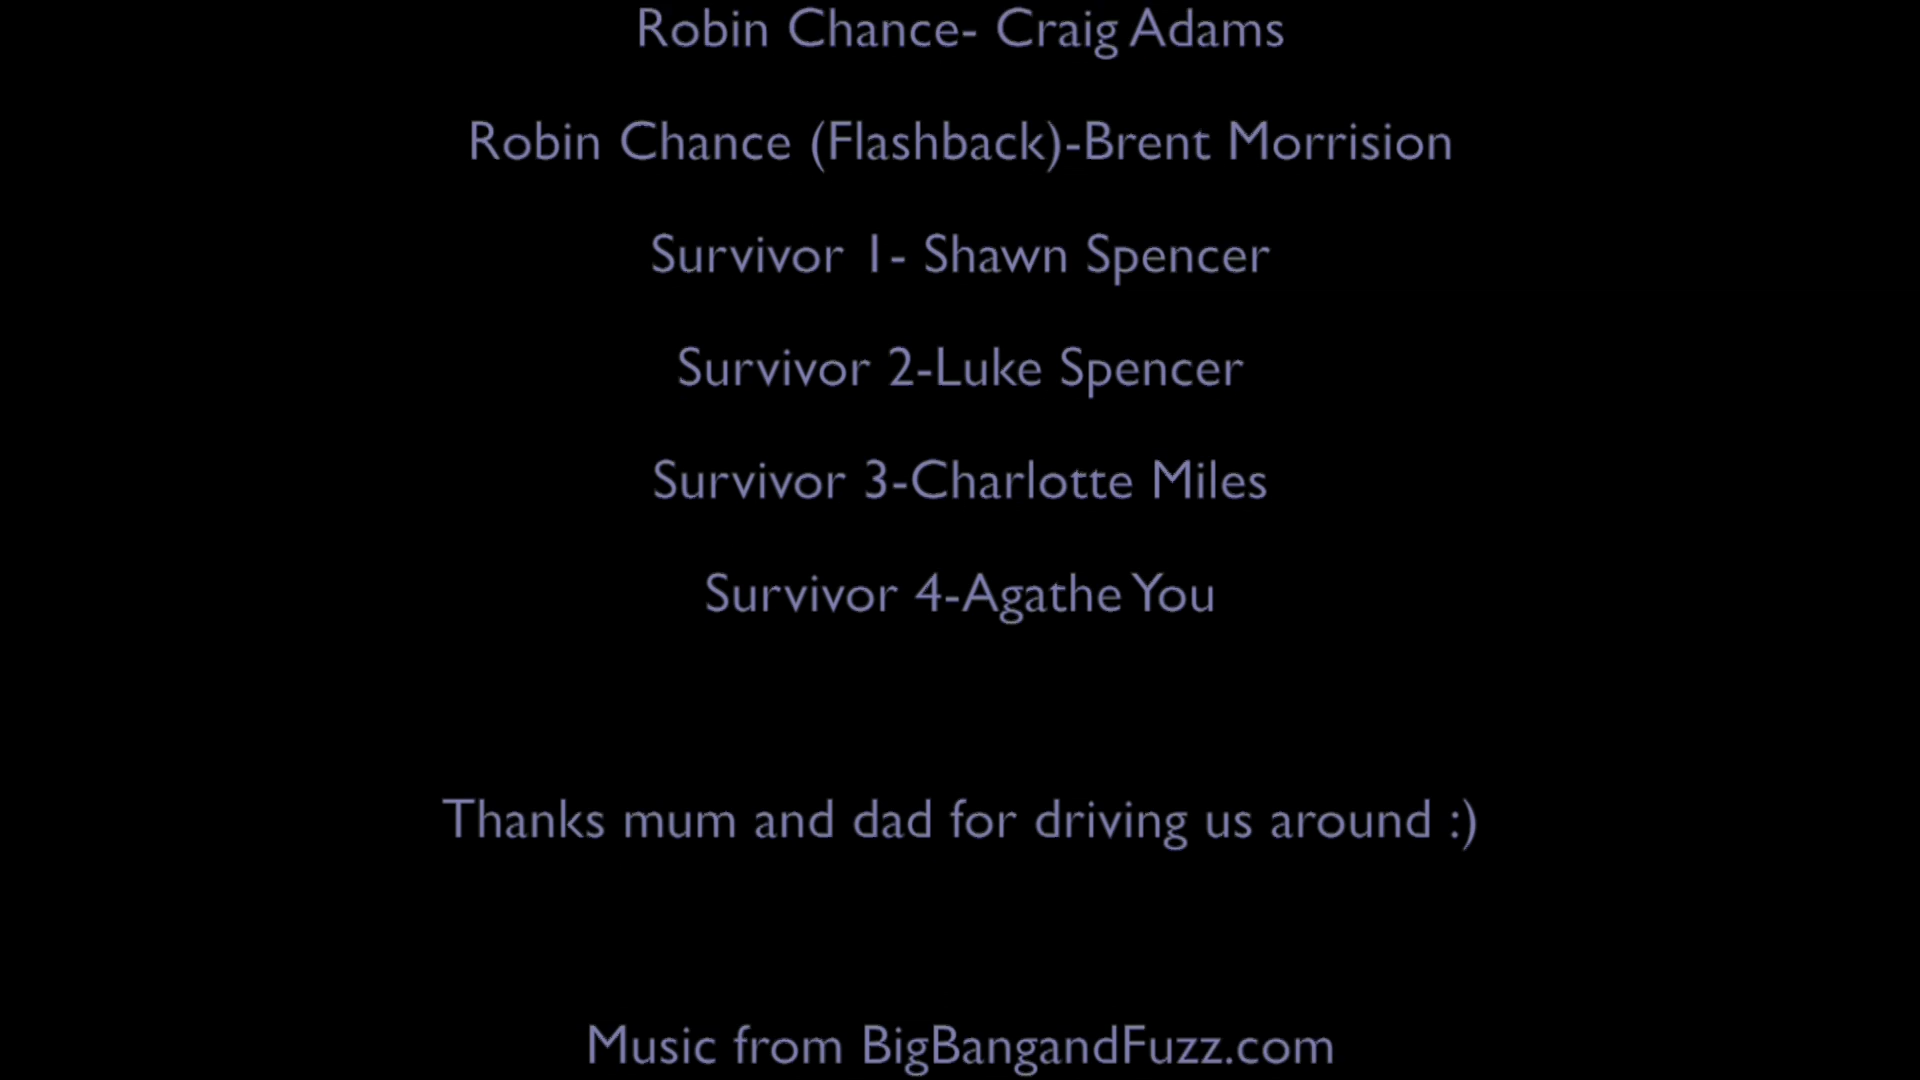 Robin Chance- Craig Adams
Robin Chance (Flashback)-Brent Morrision
Survivor 1- Shawn Spencer
Survivor 2-Luke Spencer
Survivor 3-Charlotte Miles
Survivor 4-Agathe You
Thanks mum and dad for driving us around :)
Music from BigBangandFuzz.com